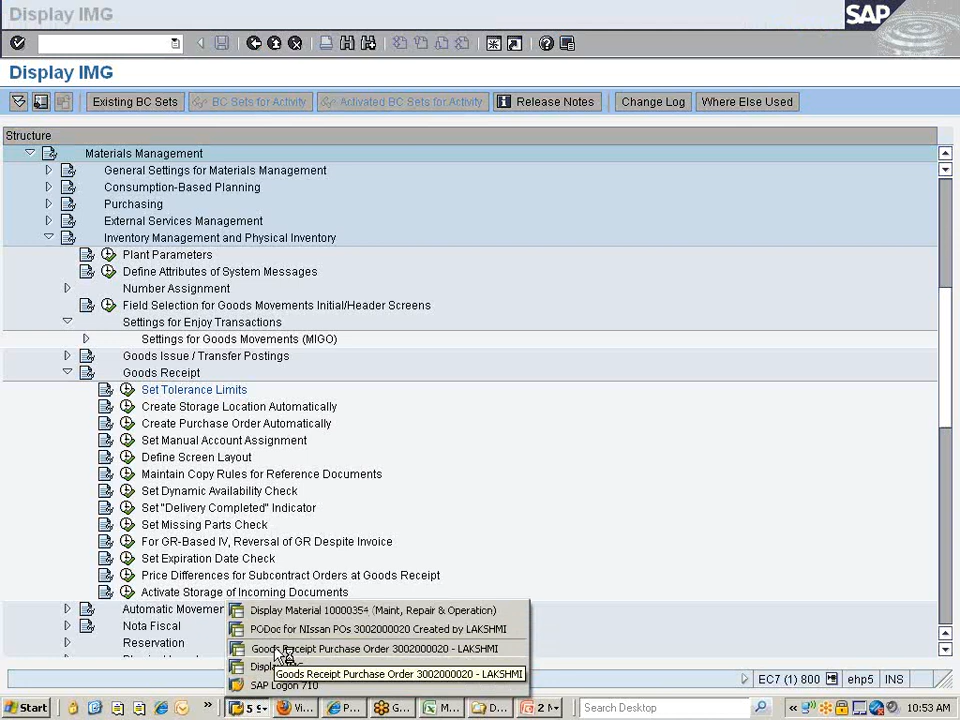 Display IMG
SAP
Display IMG
Existing BC Sets
BC Sets for Activity
Activated BC Sets for Activity
Release Notes
Change Log
Where Else Used
Structure
Materials Management
General Settings for Materials Management
Consumption-Based Planning
Purchasing
External Services Management
Inventory Management and Physical Inventory
Plant Parameters
Define Attributes of System Messages
Number Assignment
Field Selection for Goods Movements Initial/Header Screens
Settings for Enjoy Transactions
Settings for Goods Movements (MIGO)
Goods Issue / Transfer Postings
Goods Receipt
Set Tolerance Limits
Create Storage Location Automatically
Create Purchase Order Automatically
Set Manual Account Assignment
Define Screen Layout
Maintain Copy Rules for Reference Documents
Set Dynamic Availability Check
Set "Delivery Completed" Indicator
Set Missing Parts Check
For GR-Based IV, Reversal of GR Despite Invoice
Set Expiration Date Check
Price Differences for Subcontract Orders at Goods Receipt
Activate Storage of Incoming Documents
Automatic Movemen
Nota Fiscal
Reservation
Display Material 10000354 (Maint, Repair & Operation)
PODoc for NIssan POs 3002000020 Created by LAKSHMI
Goods Receipt Purchase Order 3002000020 - LAKSHMI
Display IMG
Goods Receipt Purchase Order 3002000020 - LAKSHMI
SAP Logon 710
EC7 (1) 800
ehp5
INS
Start
5 S
Vi...
P...
G...
M...
D...
2 M
Search Desktop
10:53 AM